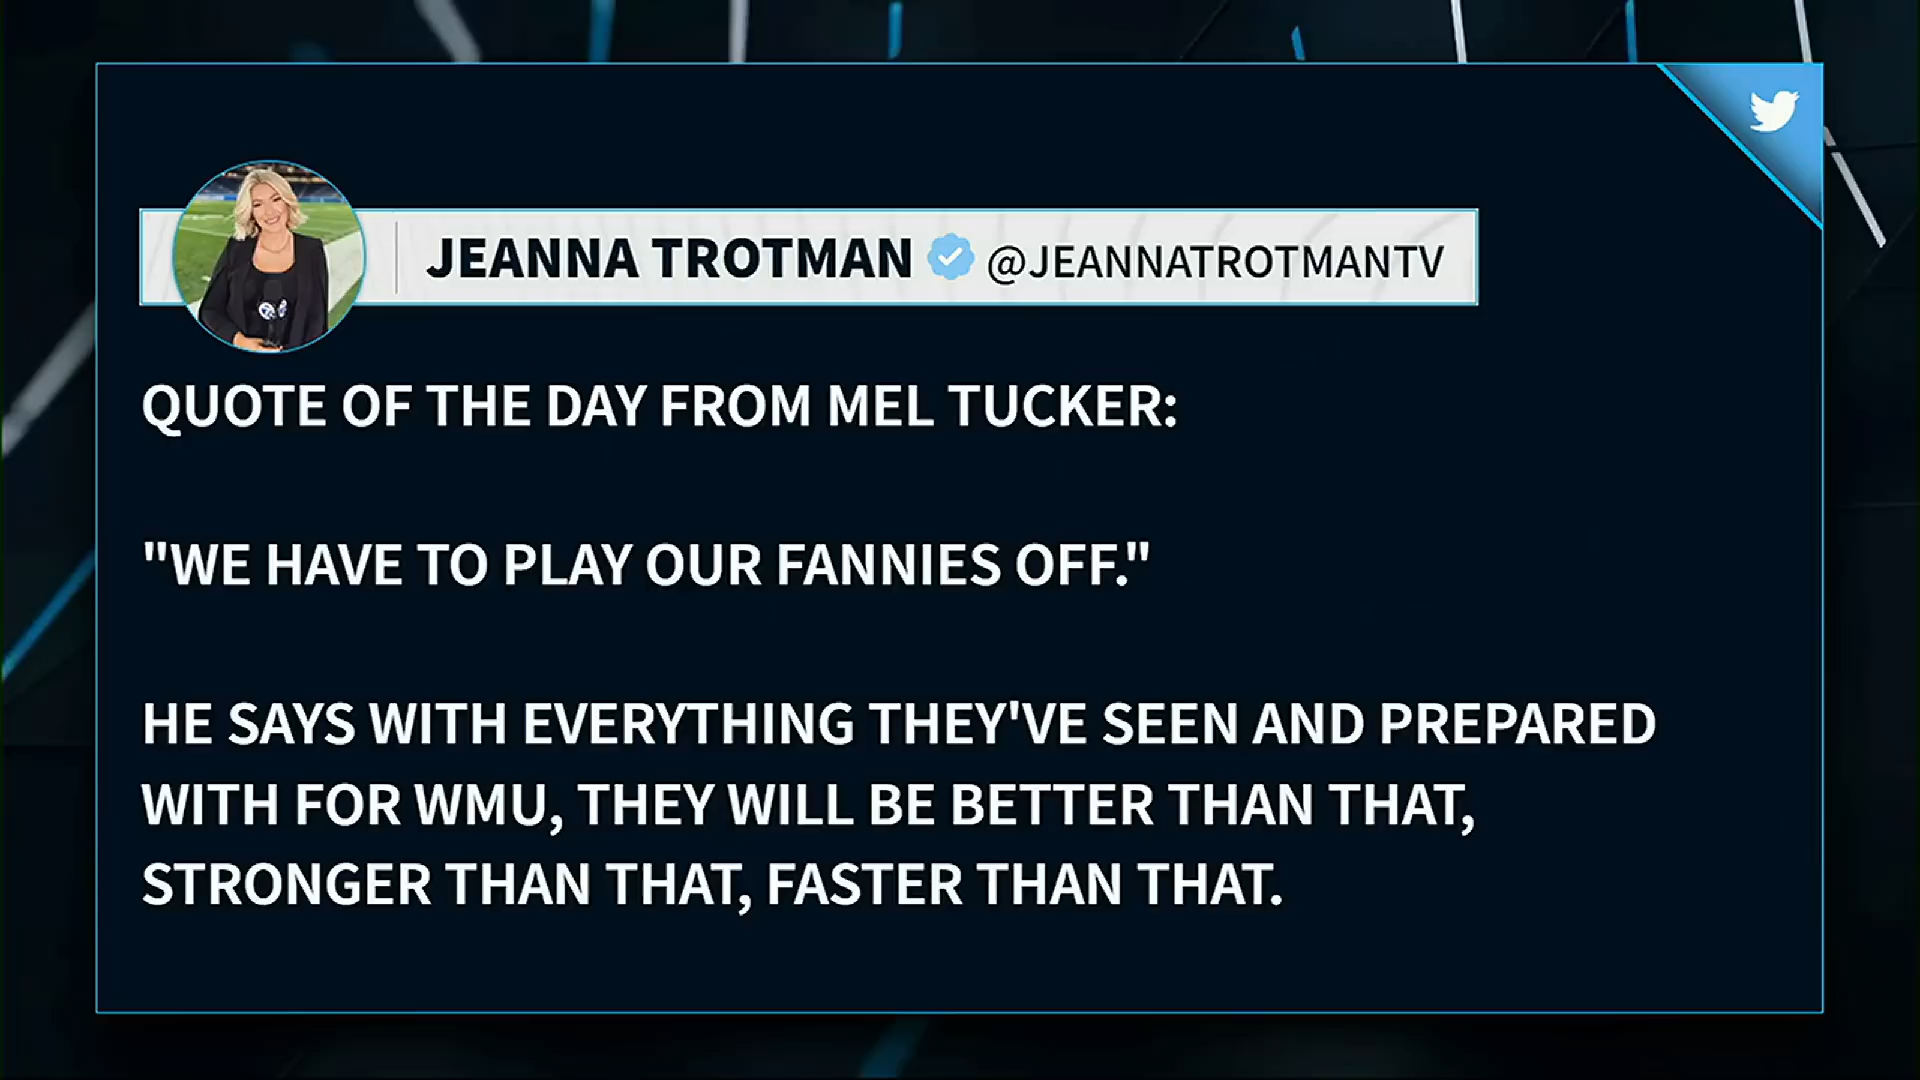 JEANNA TROTMAN @JEANNATROTMANTV
QUOTE OF THE DAY FROM MEL TUCKER:
"WE HAVE TO PLAY OUR FANNIES OFF."
HE SAYS WITH EVERYTHING THEY'VE SEEN AND PREPARED
WITH FOR WMU, THEY WILL BE BETTER THAN THAT,
STRONGER THAN THAT, FASTER THAN THAT.